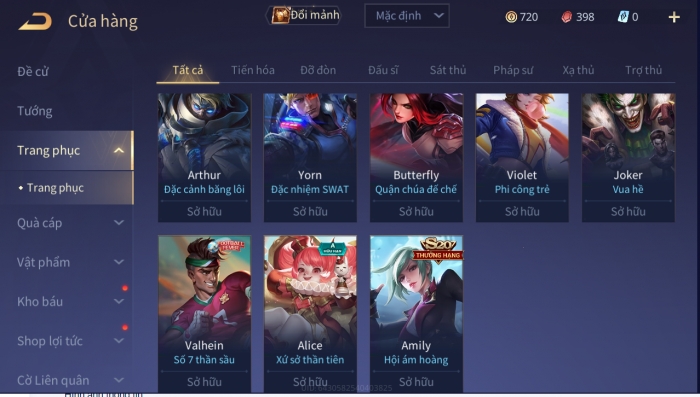 Cửa hàng
Đổi mảnh
Mặc định
720
398
0
Đề cử
Tướng
Trang phục
Trang phục
Quà cáp
Vật phẩm
Kho báu
Shop lợi tức
Cờ Liên quân
Tất cả Tiến hóa Đỡ đòn Đấu sĩ Sát thủ Pháp sư Xạ thủ Trợ thủ
Arthur
Đặc cảnh băng lôi
Sở hữu
Yorn
Đặc nhiệm SWAT
Sở hữu
Butterfly
Quận chúa đế chế
Sở hữu
Violet
Phi công trẻ
Sở hữu
Joker
Vua hề
Sở hữu
Valhein
Số 7 thần sầu
Sở hữu
Alice
Xứ sở thần tiên
Sở hữu
S20
THƯỞNG HẠNG
Amily
Hội ám hoàng
Sở hữu